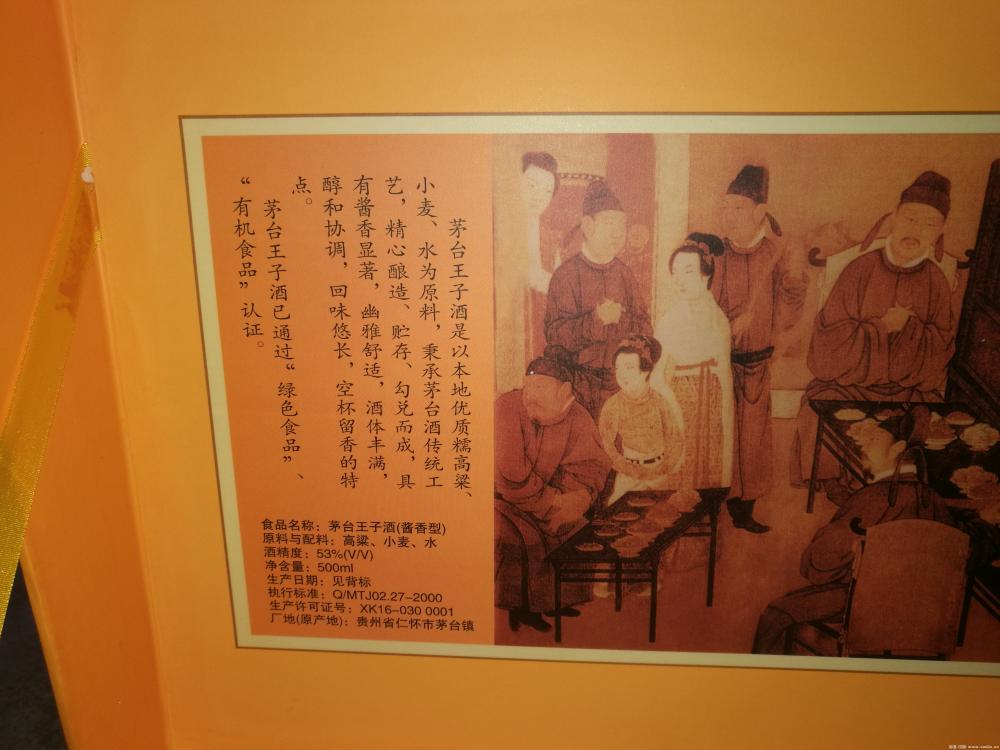 茅台王子酒是以本地优质糯高粱、
小麦、水为原料，秉承茅台酒传统工
艺，精心酿造、贮存、勾兑而成，具
有酱香显著，幽雅舒适，酒体丰满，
醇和协调，回味悠长，空杯留香的特
点。
茅台王子酒已通过“绿色食品”、
“有机食品”认证。
食品名称：茅台王子酒(酱香型)
原料与配料：高粱、小麦、水
酒精度：53%(V/V)
净含量：500ml
生产日期：见背标
执行标准：Q/MTJ02.27-2000
生产许可证号：XK16-030 0001
厂地(原产地)：贵州省仁怀市茅台镇